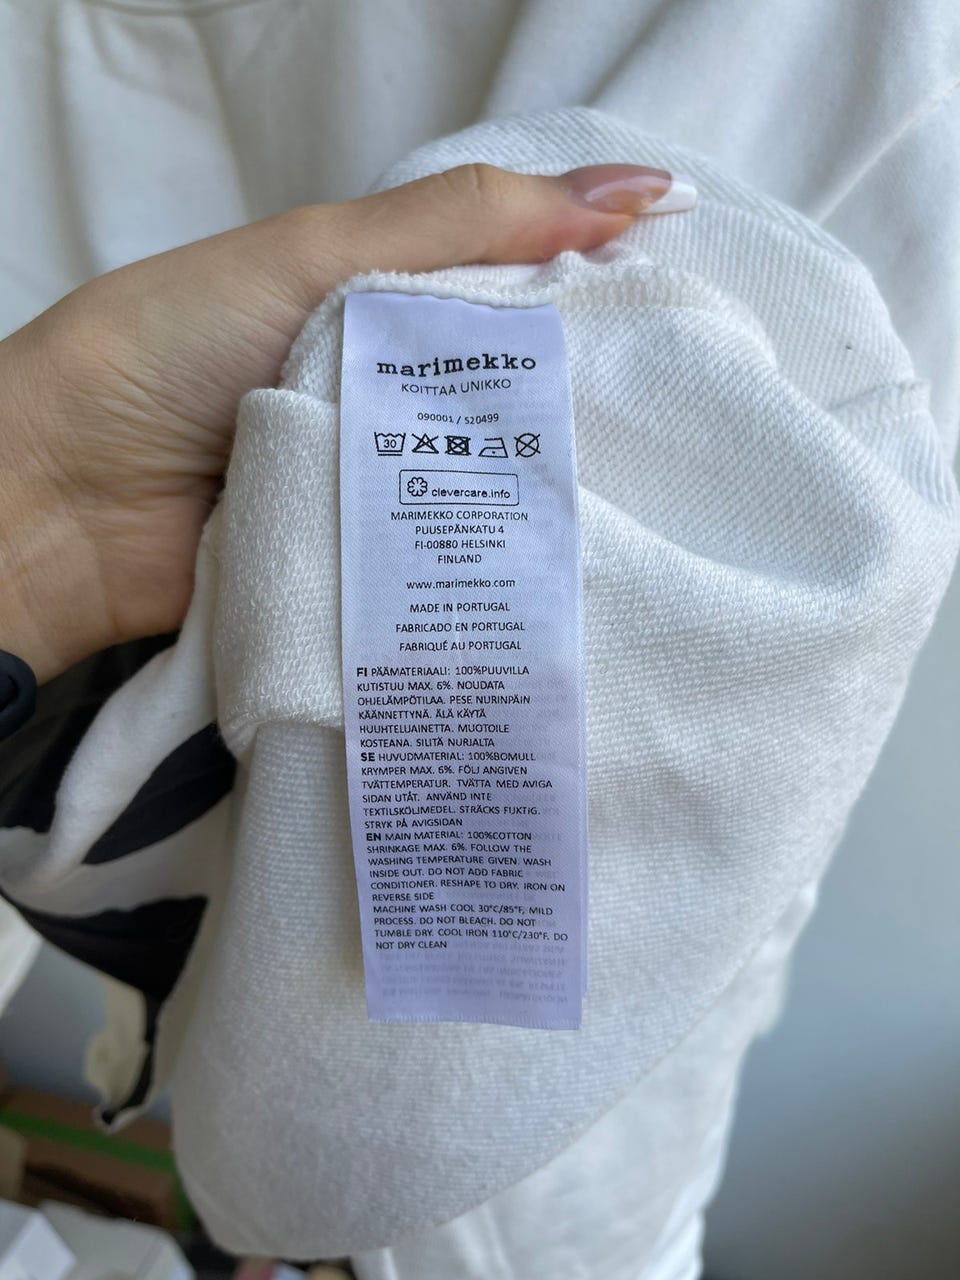 marimekko
KOITTAA UNIKKO
090001 / 520499
30
clevercare.info
MARIMEKKO CORPORATION
PUUSEPÄNKATU 4
FI-00880 HELSINKI
FINLAND
www.marimekko.com
MADE IN PORTUGAL
FABRICADO EN PORTUGAL
FABRIQUÉ AU PORTUGAL
FI PÄÄMATERIAALI: 100%PUUVILLA
KUTISTUU MAX. 6%. NOUDATA
OHJELÄMPÖTILAA. PESE NURINPÄIN
KÄÄNNETTYNÄ. ÄLÄ KÄYTÄ
HUUHTELUAINETTA. MUOTOILE
KOSTEANA. SILITÄ NURJALTA
SE HUVUDMATERIAL: 100%BOMULL
KRYMPER MAX. 6%. FÖLJ ANGIVEN
TVÄTTEMPERATUR. TVÄTTA MED AVIGA
SIDAN UTÅT. ANVÄND INTE
TEXTILSKÖLJMEDEL. STRÄCKS FUKTIG.
STRYK PÅ AVIGSIDAN
EN MAIN MATERIAL: 100%COTTON
SHRINKAGE MAX. 6%. FOLLOW THE
WASHING TEMPERATURE GIVEN. WASH
INSIDE OUT. DO NOT ADD FABRIC
CONDITIONER. RESHAPE TO DRY. IRON ON
REVERSE SIDE
MACHINE WASH COOL 30°C/85°F, MILD
PROCESS. DO NOT BLEACH. DO NOT
TUMBLE DRY. COOL IRON 110°C/230°F. DO
NOT DRY CLEAN